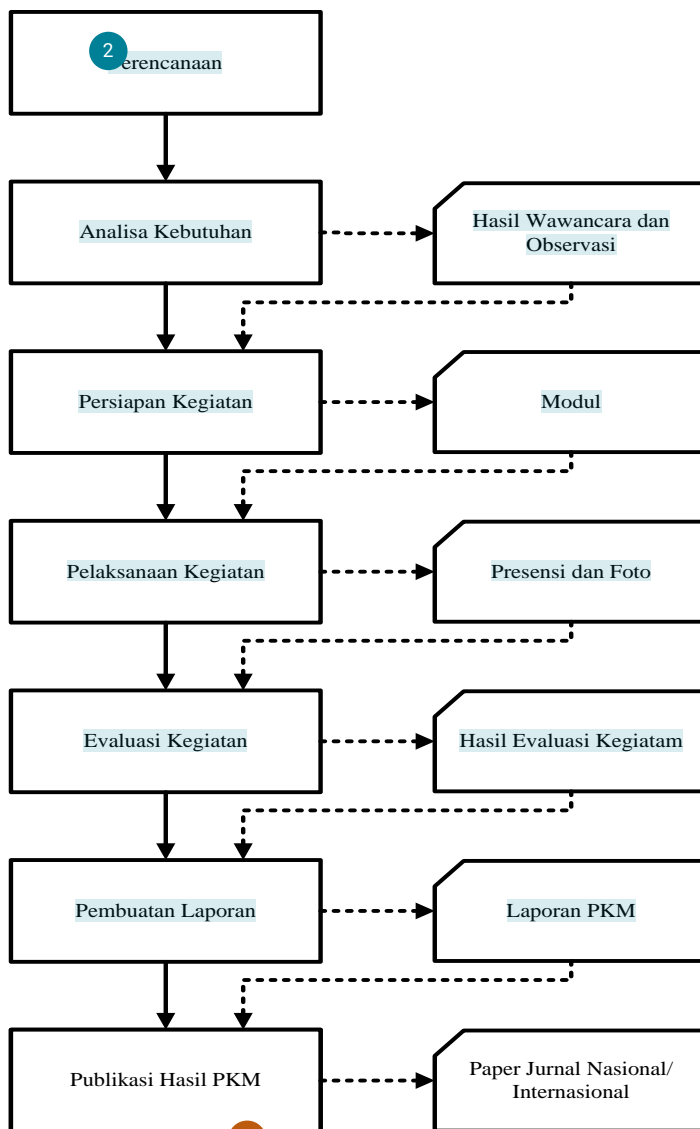 2
erencanaan
Analisa Kebutuhan
Hasil Wawancara dan
Observasi
Persiapan Kegiatan
Modul
Pelaksanaan Kegiatan
Presensi dan Foto
Evaluasi Kegiatan
Hasil Evaluasi Kegiatam
Pembuatan Laporan
Laporan PKM
Publikasi Hasil PKM
Paper Jurnal Nasional/
Internasional